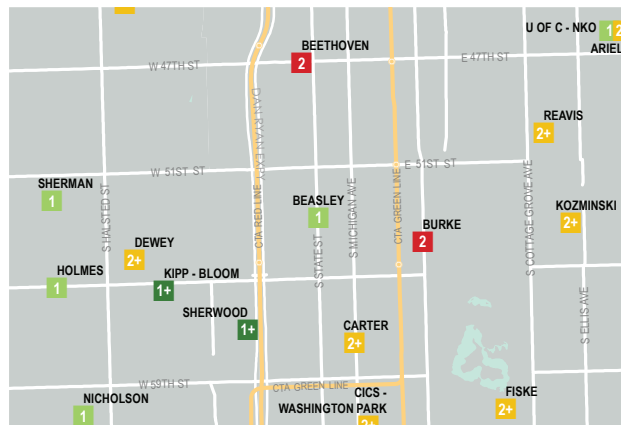 U OF C - NKO
1
2
BEETHOVEN
2
ARIEL
W 47TH ST
E 47TH ST
DAN RYAN EXPY
REAVIS
2+
W 51ST ST
E 51ST ST
SHERMAN
1
S HALSTED ST
CTA RED LINE
BEASLEY
1
S STATE ST
S MICHIGAN AVE
CTA GREEN LINE
BURKE
2
S COTTAGE GROVE AVE
KOZMINSKI
2+
DEWEY
2+
HOLMES
1
KIPP - BLOOM
1+
SHERWOOD
1+
CARTER
2+
S ELLIS AVE
W 59TH ST
CTA GREEN LINE
NICHOLSON
1
CICS -
WASHINGTON PARK
2+
FISKE
2+